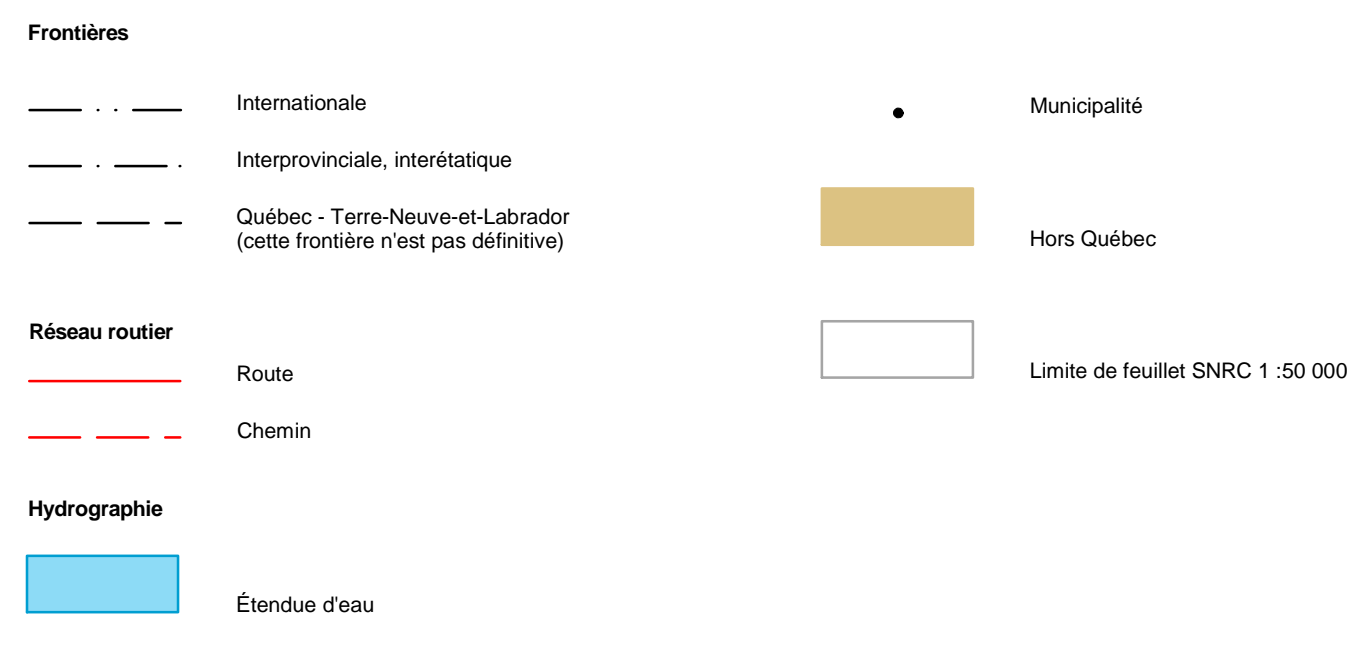 Frontières
Internationale
Interprovinciale, interétatique
Québec - Terre-Neuve-et-Labrador
(cette frontière n'est pas définitive)
Réseau routier
Route
Chemin
Hydrographie
Étendue d'eau
Municipalité
Hors Québec
Limite de feuillet SNRC 1 :50 000